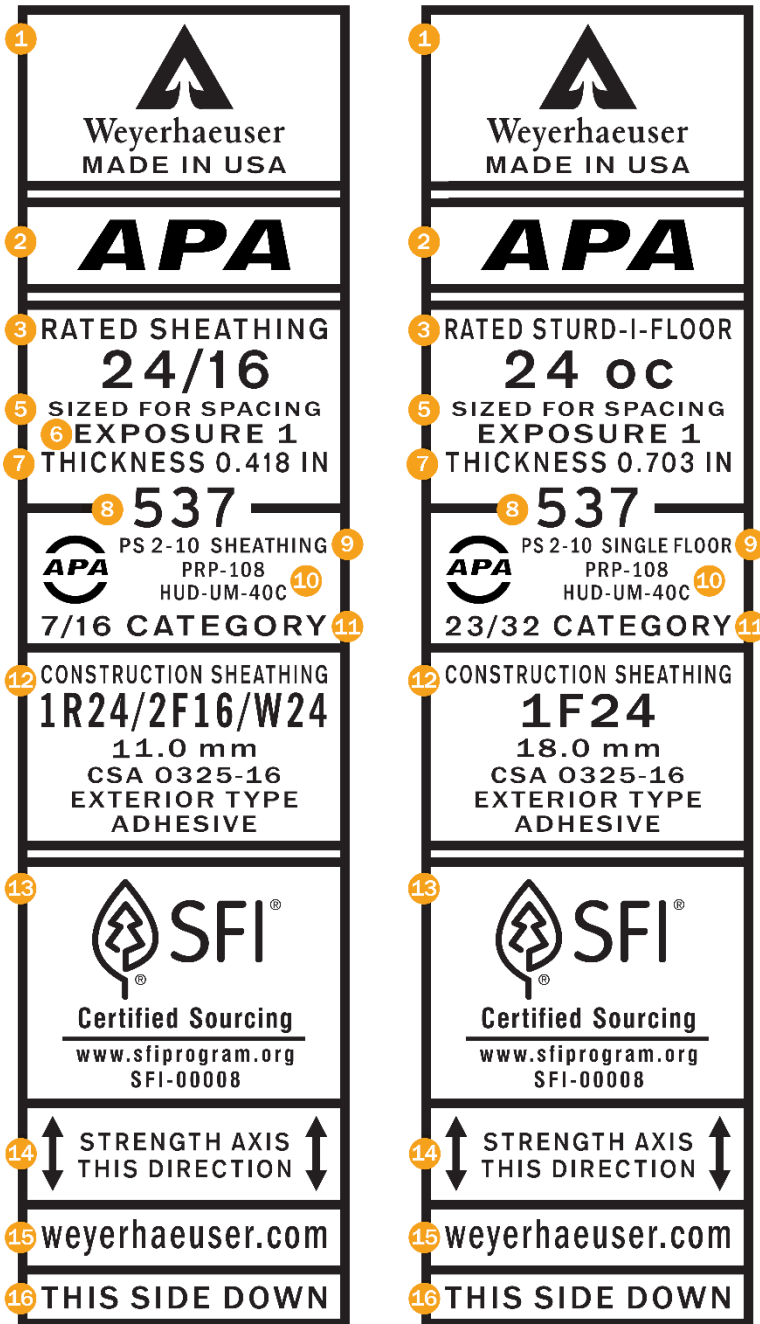 1
Weyerhaeuser
MADE IN USA
2
APA
3 RATED SHEATHING
24/16
5 SIZED FOR SPACING
6 EXPOSURE 1
7 THICKNESS 0.418 IN
8 537
APA
PS 2-10 SHEATHING 9
PRP-108
HUD-UM-40C 10
7/16 CATEGORY 11
12 CONSTRUCTION SHEATHING
1R24/2F16/W24
11.0 mm
CSA O325-16
EXTERIOR TYPE
ADHESIVE
13
SFI®
®
Certified Sourcing
www.sfiprogram.org
SFI-00008
14 STRENGTH AXIS
THIS DIRECTION
15 weyerhaeuser.com
16 THIS SIDE DOWN
1
Weyerhaeuser
MADE IN USA
2
APA
3 RATED STURD-I-FLOOR
24 oc
5 SIZED FOR SPACING
EXPOSURE 1
7 THICKNESS 0.703 IN
8 537
APA
PS 2-10 SINGLE FLOOR 9
PRP-108
HUD-UM-40C 10
23/32 CATEGORY 11
12 CONSTRUCTION SHEATHING
1F24
18.0 mm
CSA O325-16
EXTERIOR TYPE
ADHESIVE
13
SFI®
®
Certified Sourcing
www.sfiprogram.org
SFI-00008
14 STRENGTH AXIS
THIS DIRECTION
15 weyerhaeuser.com
16 THIS SIDE DOWN